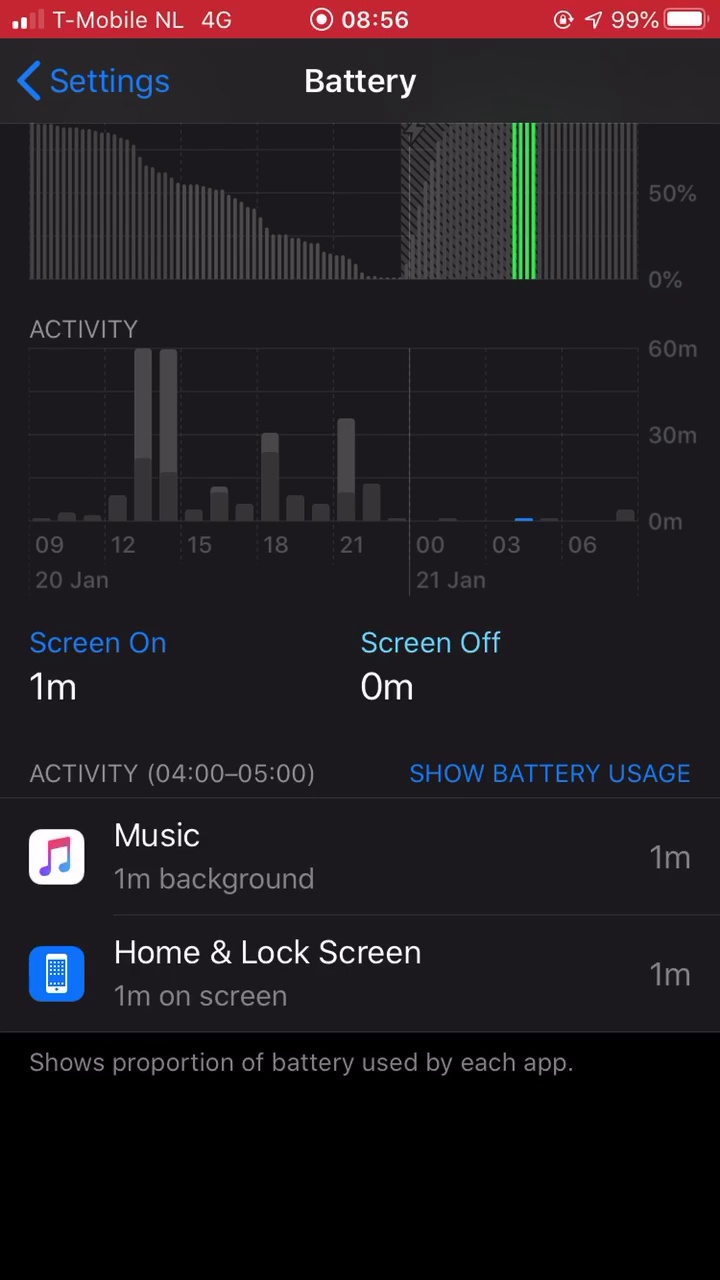 T-Mobile NL 4G 08:56 99%
Settings Battery
50%
0%
ACTIVITY
60m
30m
0m
09 12 15 18 21 00 03 06
20 Jan 21 Jan
Screen On Screen Off
1m 0m
ACTIVITY (04:00–05:00) SHOW BATTERY USAGE
Music
1m background
1m
Home & Lock Screen
1m on screen
1m
Shows proportion of battery used by each app.